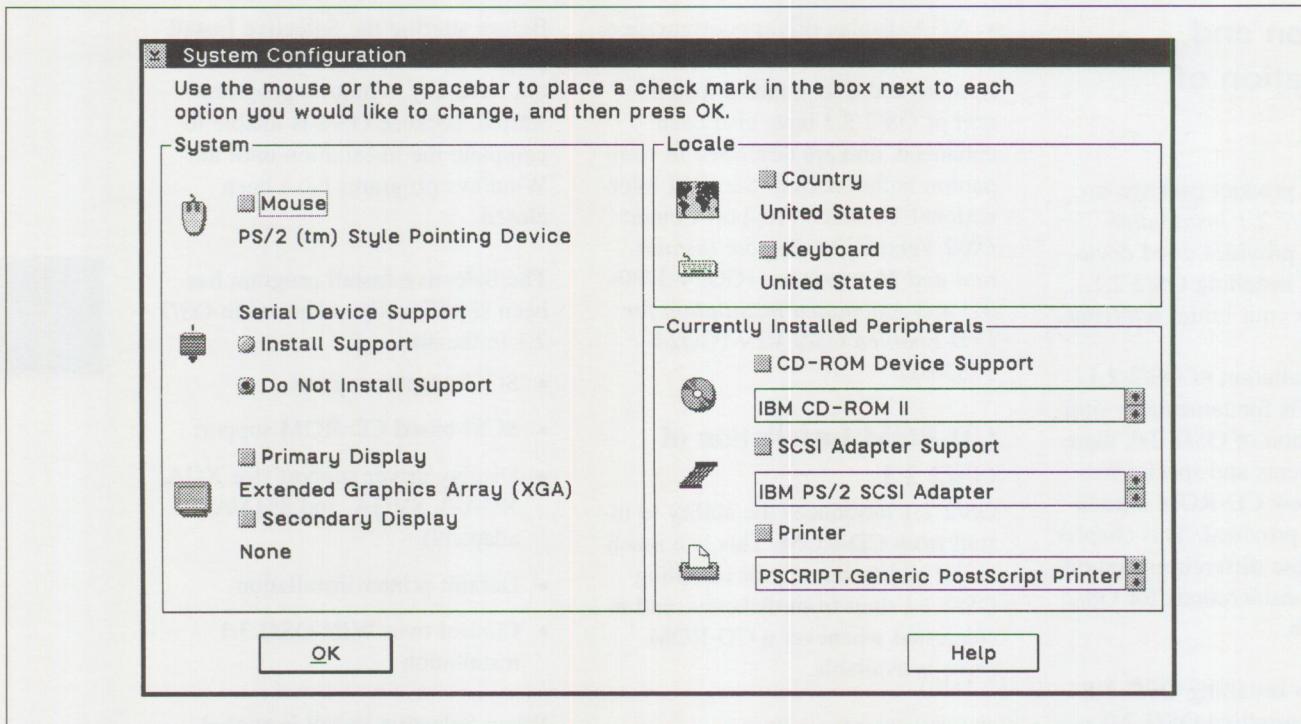 System Configuration
Use the mouse or the spacebar to place a check mark in the box next to each
option you would like to change, and then press OK.
System
Mouse
PS/2 (tm) Style Pointing Device
Serial Device Support
Install Support
Do Not Install Support
Primary Display
Extended Graphics Array (XGA)
Secondary Display
None
Locale
Country
United States
Keyboard
United States
Currently Installed Peripherals
CD-ROM Device Support
IBM CD-ROM II
SCSI Adapter Support
IBM PS/2 SCSI Adapter
Printer
PSCRIPT.Generic PostScript Printer
OK
Help